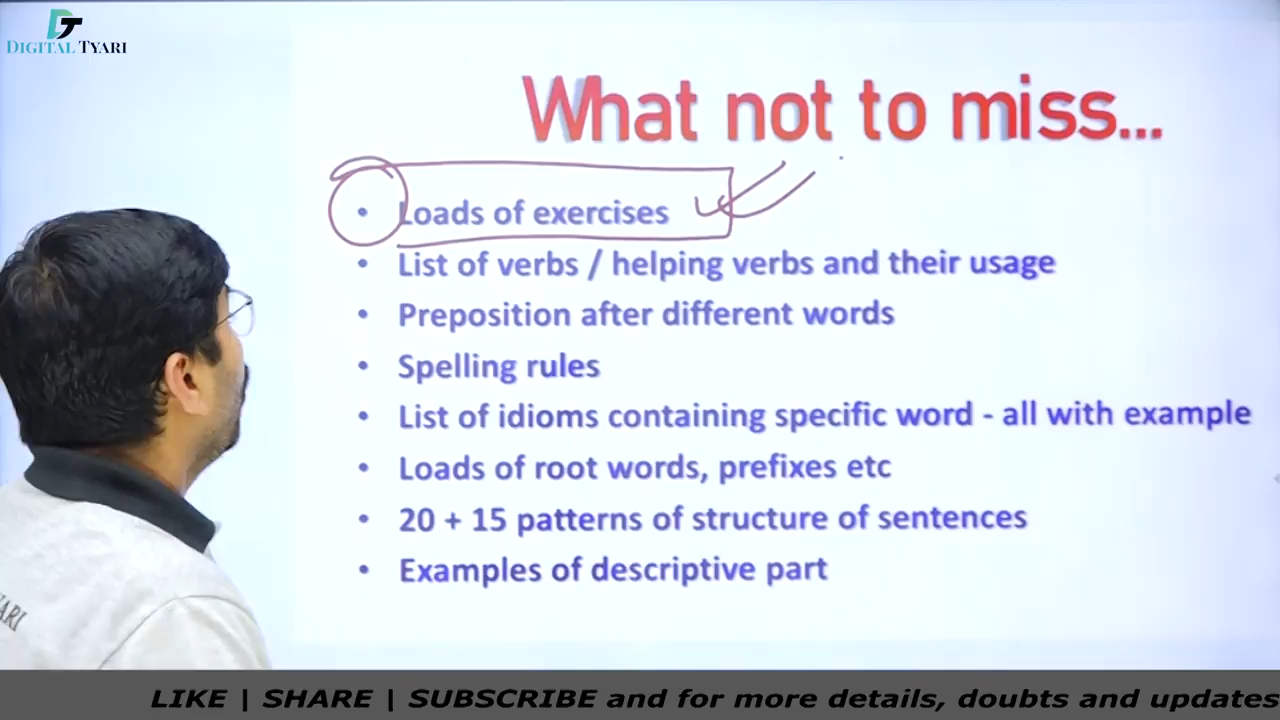 DT
DIGITAL TYARI
What not to miss...
• Loads of exercises
• List of verbs / helping verbs and their usage
• Preposition after different words
• Spelling rules
• List of idioms containing specific word - all with example
• Loads of root words, prefixes etc
• 20 + 15 patterns of structure of sentences
• Examples of descriptive part
LIKE | SHARE | SUBSCRIBE and for more details, doubts and updates